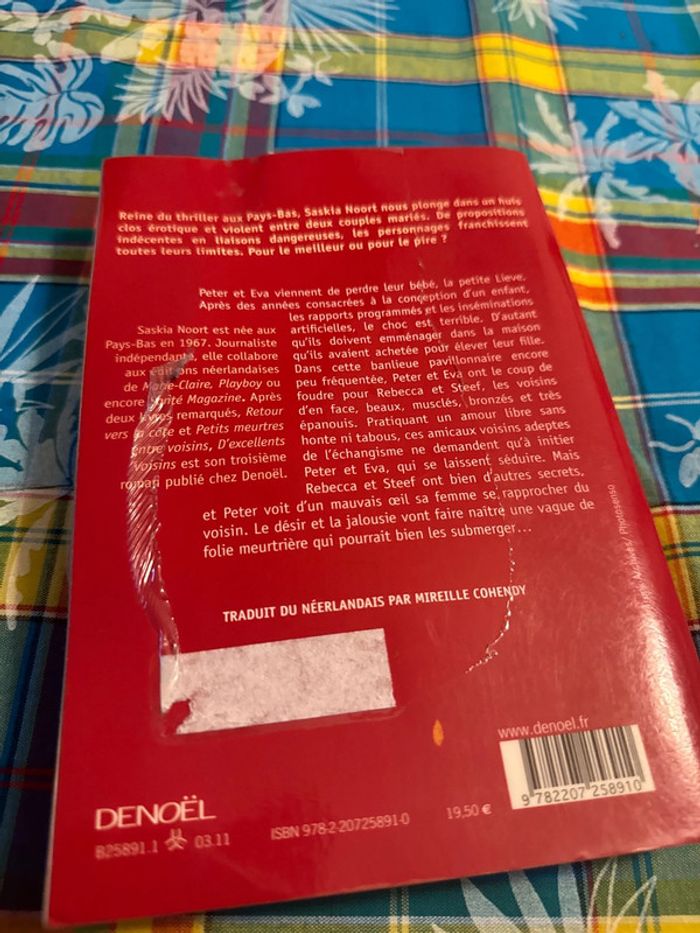 Reine du thriller aux Pays-Bas, Saskia Noort nous plonge dans un huis
clos érotique et violent entre deux couples mariés. De propositions
indécentes en liaisons dangereuses, les personnages franchissent
toutes leurs limites. Pour le meilleur ou pour le pire ?
Peter et Eva viennent de perdre leur bébé, la petite Lieve.
Après des années consacrées à la conception d'un enfant,
les rapports programmés et les inséminations
artificielles, le choc est terrible. D'autant
qu'ils doivent emménager dans la maison
qu'ils avaient achetée pour élever leur fille.
Dans cette banlieue pavillonnaire encore
peu fréquentée, Peter et Eva ont le coup de
foudre pour Rebecca et Steef, les voisins
d'en face, beaux, musclés, bronzés et très
épanouis. Pratiquant un amour libre sans
honte ni tabous, ces amicaux voisins adeptes
de l'échangisme ne demandent qu'à initier
Peter et Eva, qui se laissent séduire. Mais
Rebecca et Steef ont bien d'autres secrets,
et Peter voit d'un mauvais œil sa femme se rapprocher du
voisin. Le désir et la jalousie vont faire naître une vague de
folie meurtrière qui pourrait bien les submerger...
Saskia Noort est née aux
Pays-Bas en 1967. Journaliste
indépendante, elle collabore
aux éditions néerlandaises
de Marie-Claire, Playboy ou
encore Magazine. Après
deux livres remarqués, Retour
vers la côte et Petits meurtres
entre voisins, D'excellents
voisins est son troisième
roman publié chez Denoël.
TRADUIT DU NÉERLANDAIS PAR MIREILLE COHENDY
/ Photosenso
www.denoel.fr
9 782207 258910
DENOËL
B25891.1 03.11
ISBN 978-2-20725891-0
19,50 €